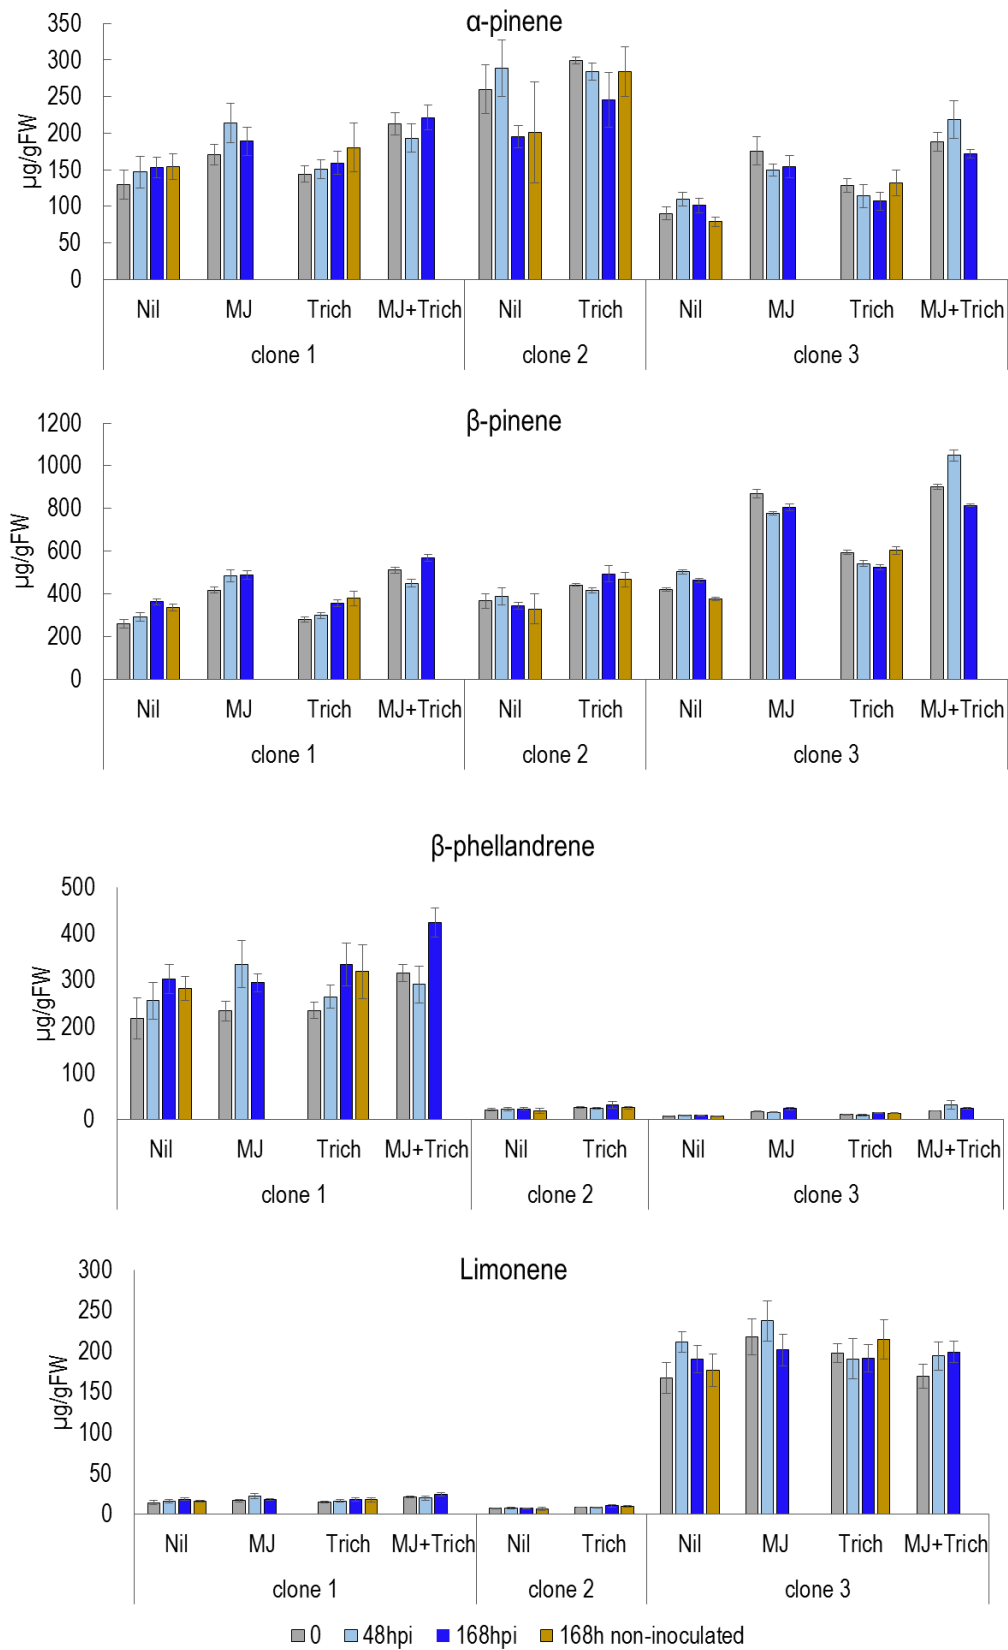 α-pinene
350
300
250
200
150
100
50
0
µg/gFW
Nil MJ Trich MJ+Trich Nil Trich Nil MJ Trich MJ+Trich
clone 1 clone 2 clone 3
β-pinene
1200
1000
800
600
400
200
0
µg/gFW
Nil MJ Trich MJ+Trich Nil Trich Nil MJ Trich MJ+Trich
clone 1 clone 2 clone 3
β-phellandrene
500
400
300
200
100
0
µg/gFW
Nil MJ Trich MJ+Trich Nil Trich Nil MJ Trich MJ+Trich
clone 1 clone 2 clone 3
Limonene
300
250
200
150
100
50
0
µg/gFW
Nil MJ Trich MJ+Trich Nil Trich Nil MJ Trich MJ+Trich
clone 1 clone 2 clone 3
0 48hpi 168hpi 168h non-inoculated